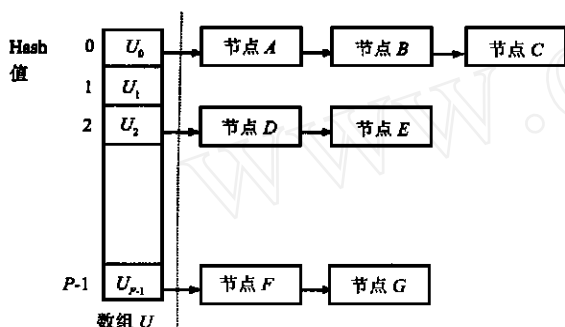 Hash 值
0 U₀ 节点 A 节点 B 节点 C
1 U₁
2 U₂ 节点 D 节点 E
P-1 U_{P-1} 节点 F 节点 G
数组 U